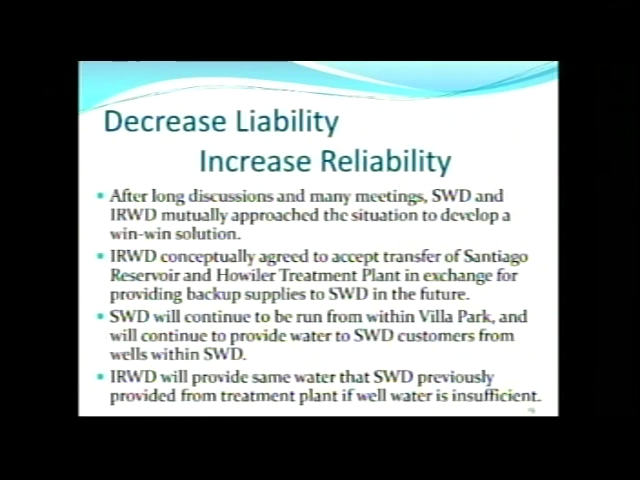 Decrease Liability
Increase Reliability
• After long discussions and many meetings, SWD and
IRWD mutually approached the situation to develop a
win-win solution.
• IRWD conceptually agreed to accept transfer of Santiago
Reservoir and Howiler Treatment Plant in exchange for
providing backup supplies to SWD in the future.
• SWD will continue to be run from within Villa Park, and
will continue to provide water to SWD customers from
wells within SWD.
• IRWD will provide same water that SWD previously
provided from treatment plant if well water is insufficient.